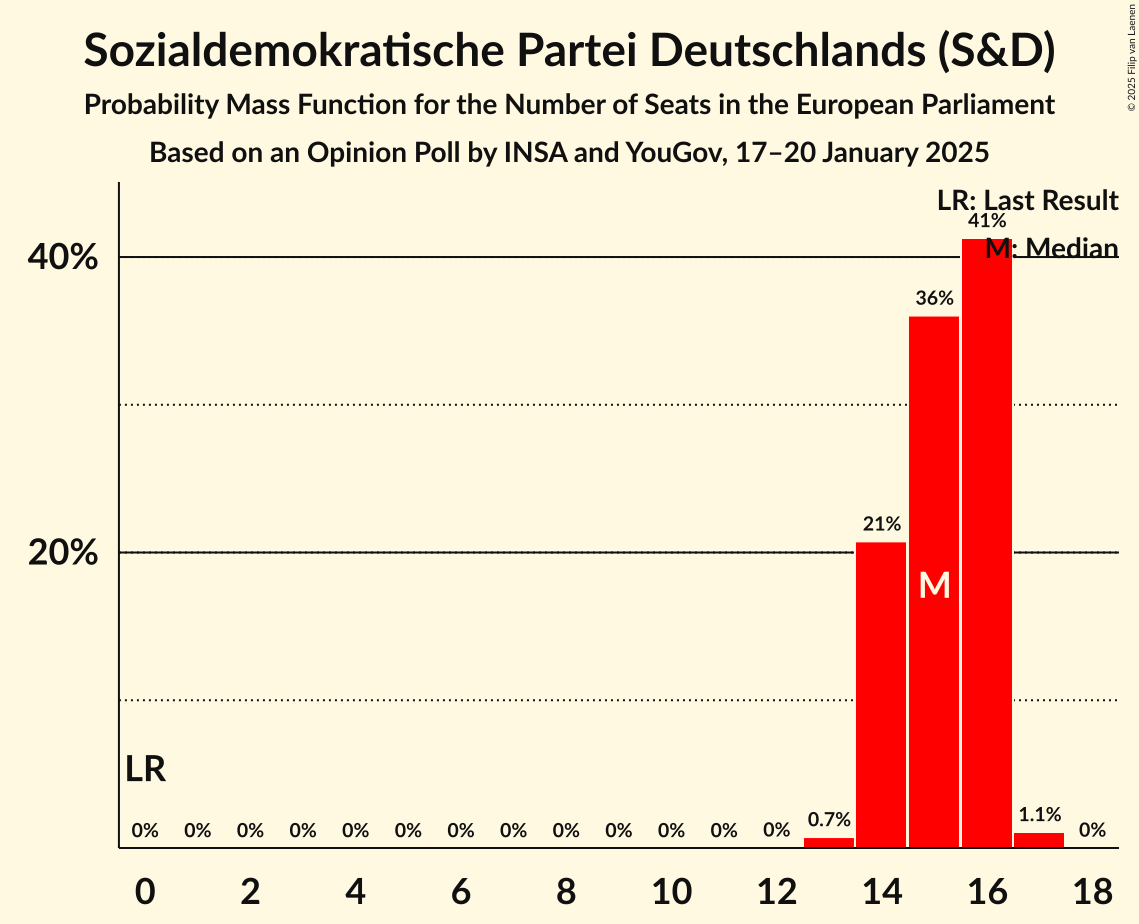 Sozialdemokratische Partei Deutschlands (S&D)
Probability Mass Function for the Number of Seats in the European Parliament
Based on an Opinion Poll by INSA and YouGov, 17–20 January 2025
© 2025 Filip van Laenen
LR: Last Result
M: Median
40%
20%
41%
36%
21%
M
LR
0% 0% 0% 0% 0% 0% 0% 0% 0% 0% 0% 0% 0% 0.7% 1.1% 0%
0 2 4 6 8 10 12 14 16 18